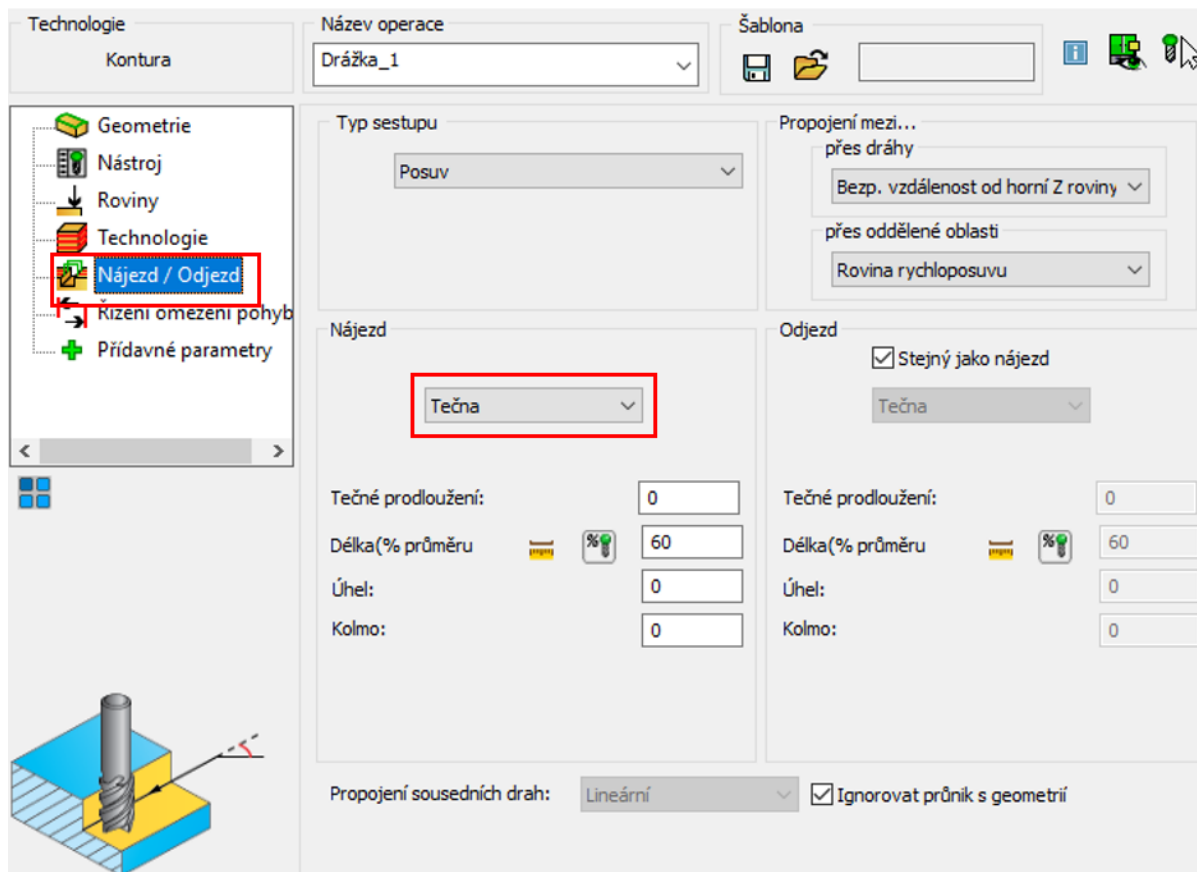 Technologie
Kontura
Název operace
Drážka_1
Šablona
Geometrie
Nástroj
Roviny
Technologie
Nájezd / Odjezd
Řízení omezení pohyb
Přídavné parametry
Typ sestupu
Posuv
Propojení mezi...
přes dráhy
Bezp. vzdálenost od horní Z roviny
přes oddělené oblasti
Rovina rychloposuvu
Nájezd
Tečna
Tečné prodloužení: 0
Délka(% průměru % 60
Úhel: 0
Kolmo: 0
Odjezd
Stejný jako nájezd
Tečna
Tečné prodloužení: 0
Délka(% průměru % 60
Úhel: 0
Kolmo: 0
Propojení sousedních drah: Lineární Ignorovat průnik s geometrií